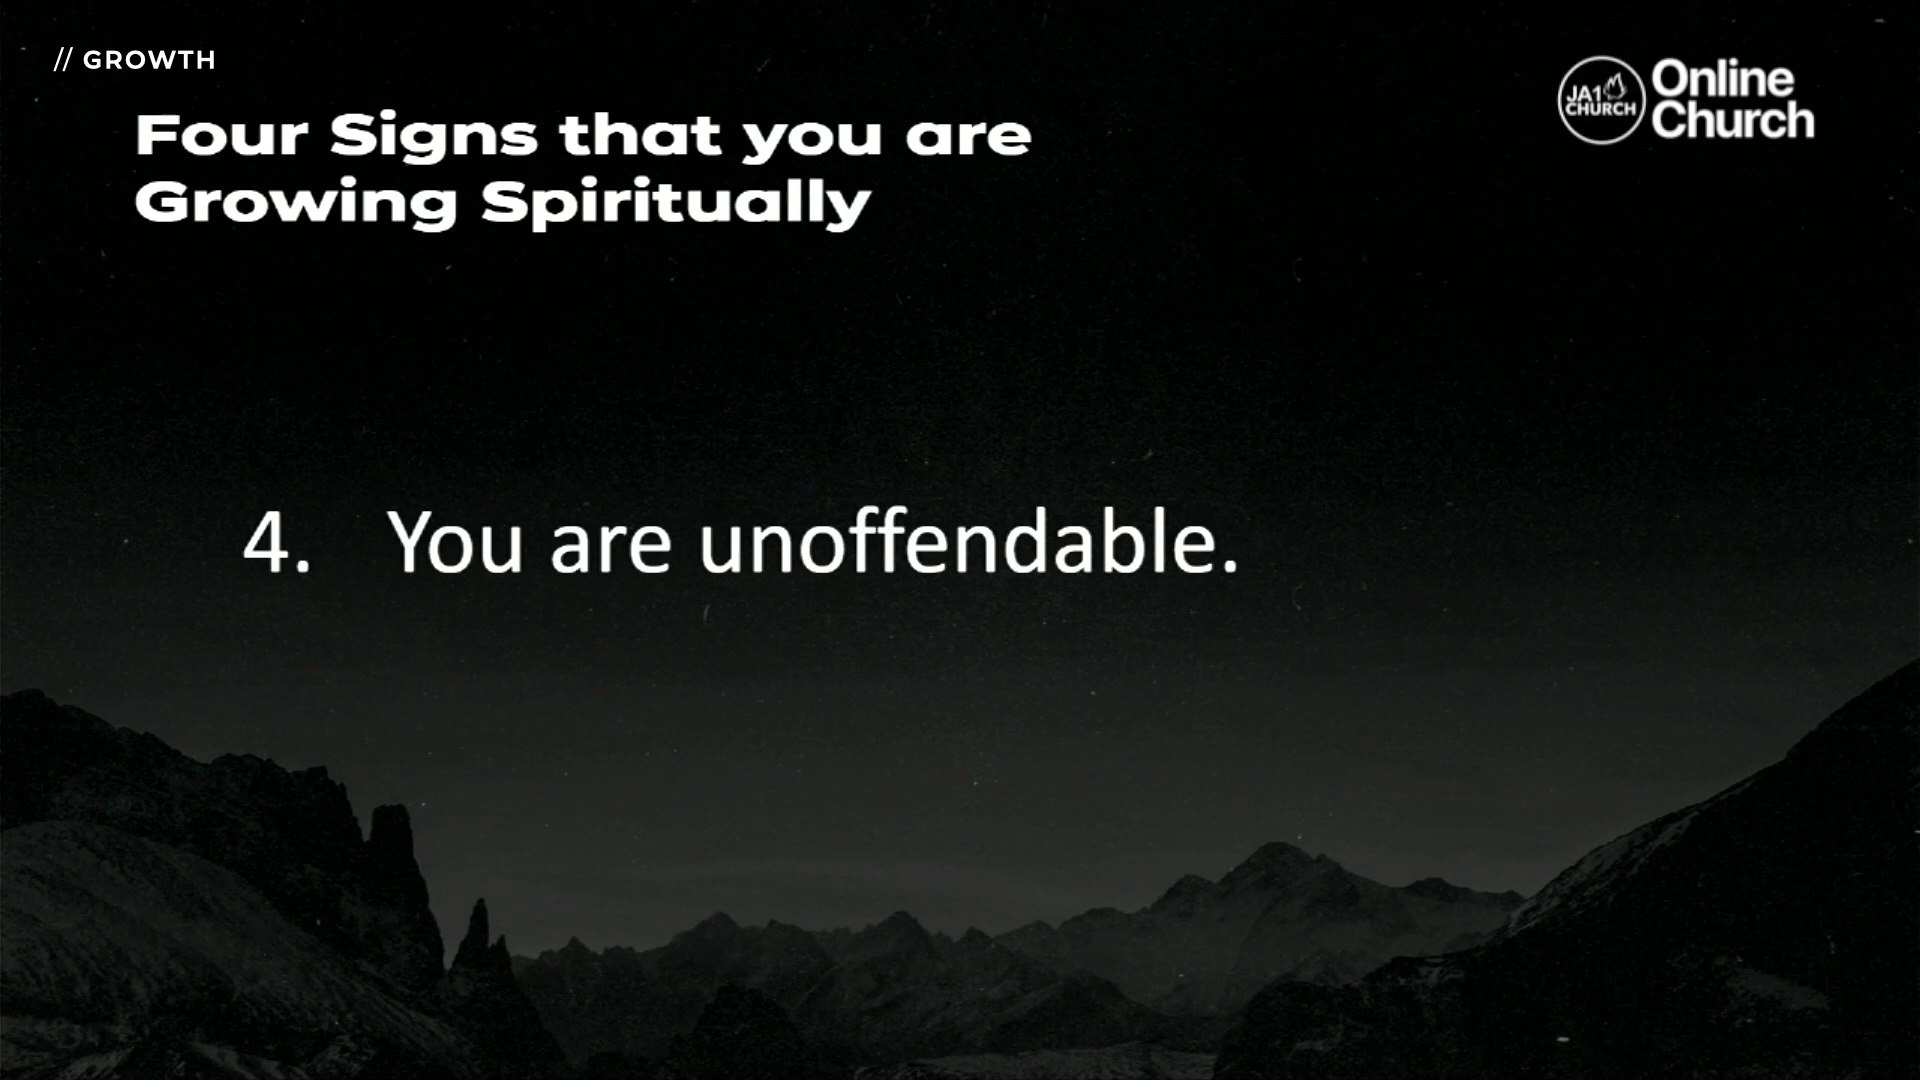 // GROWTH
Four Signs that you are
Growing Spiritually
JA1
CHURCH
Online
Church
4. You are unoffendable.